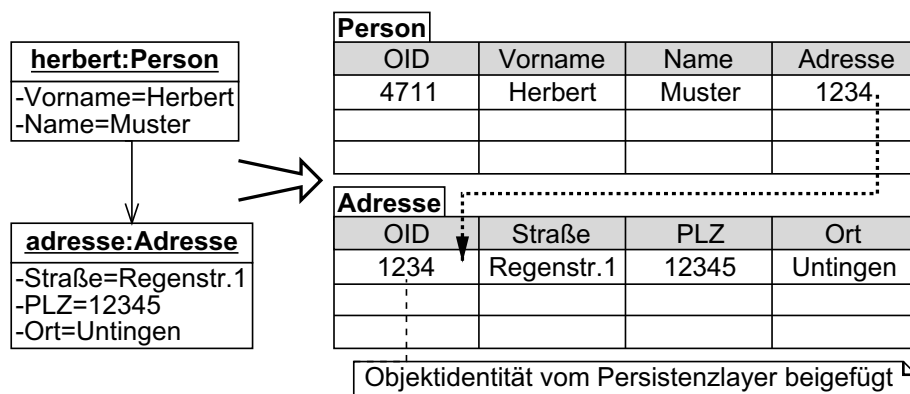 herbert:Person
-Vorname=Herbert
-Name=Muster
adresse:Adresse
-Straße=Regenstr.1
-PLZ=12345
-Ort=Untingen
Person
OID Vorname Name Adresse
4711 Herbert Muster 1234
Adresse
OID Straße PLZ Ort
1234 Regenstr.1 12345 Untingen
Objektidentität vom Persistenzlayer beigefügt